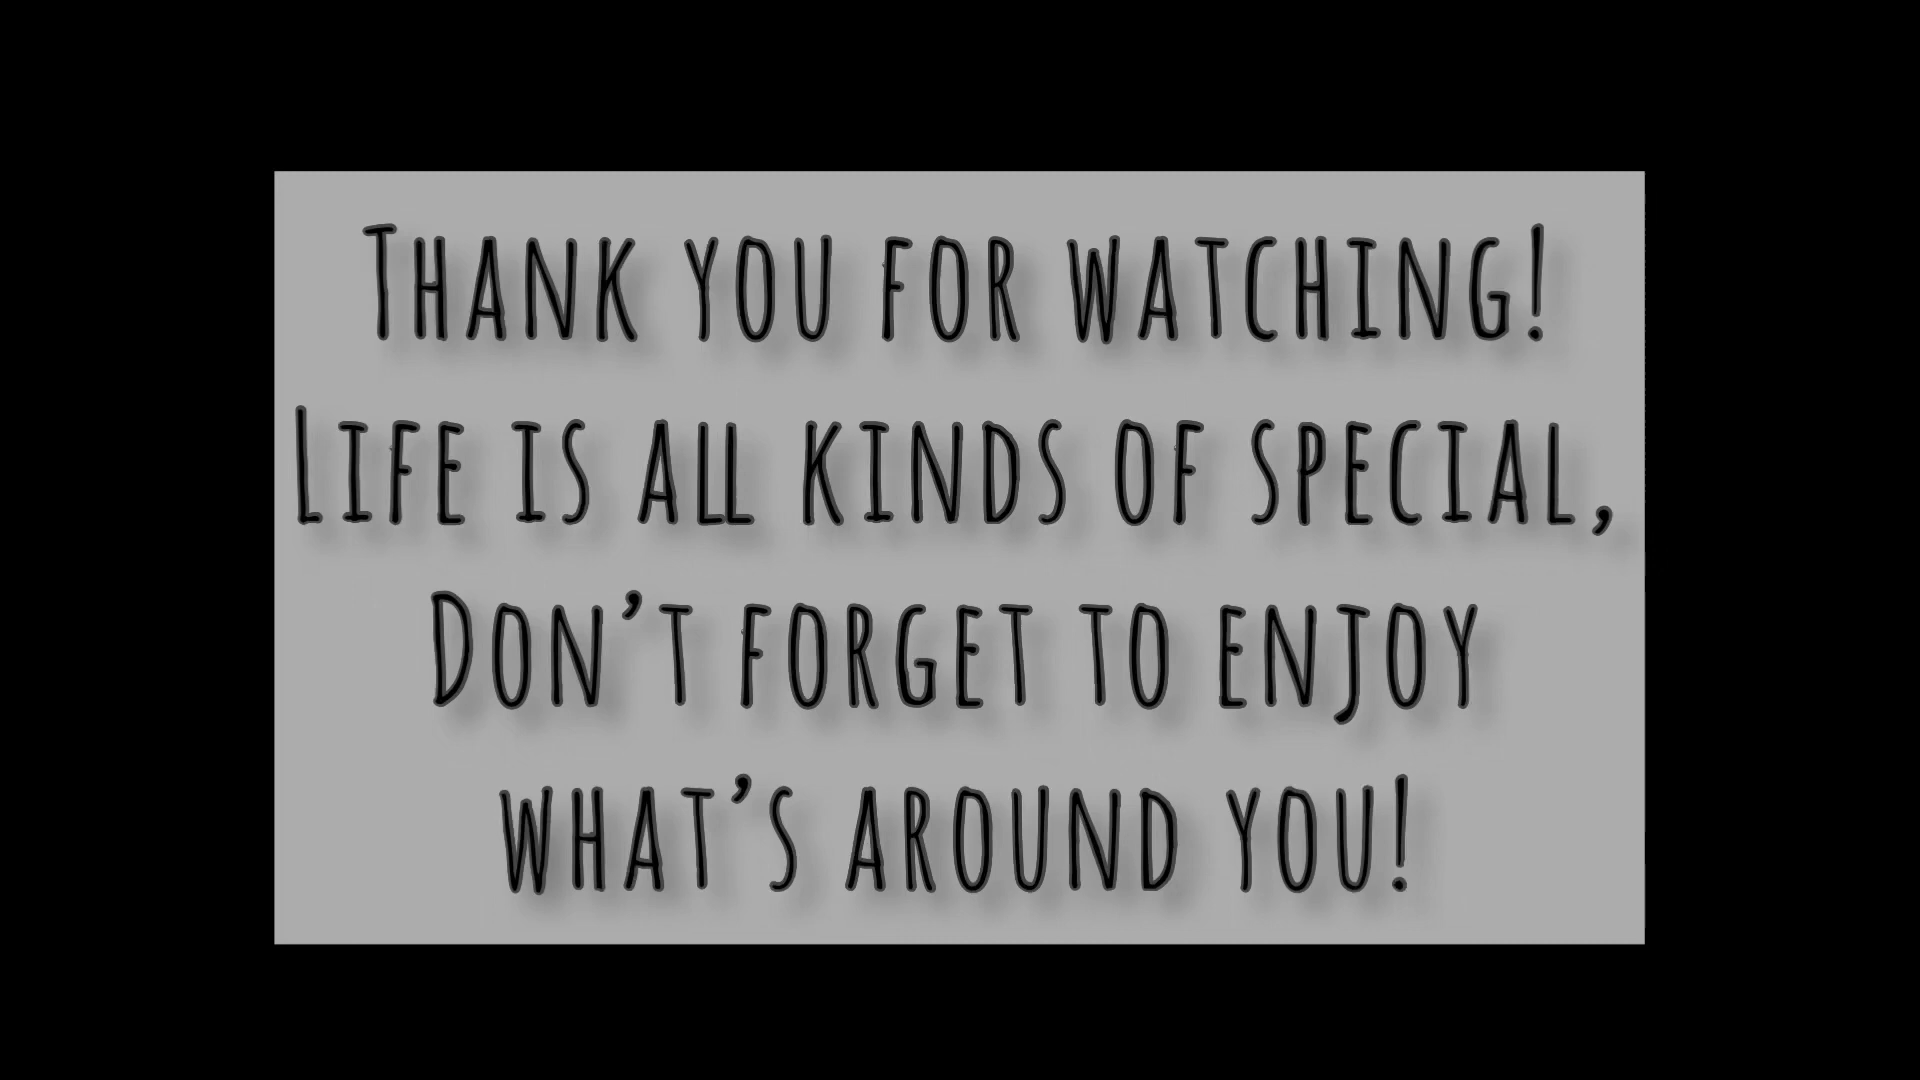 Thank you for watching!
Life is all kinds of special,
Don’t forget to enjoy
what’s around you!